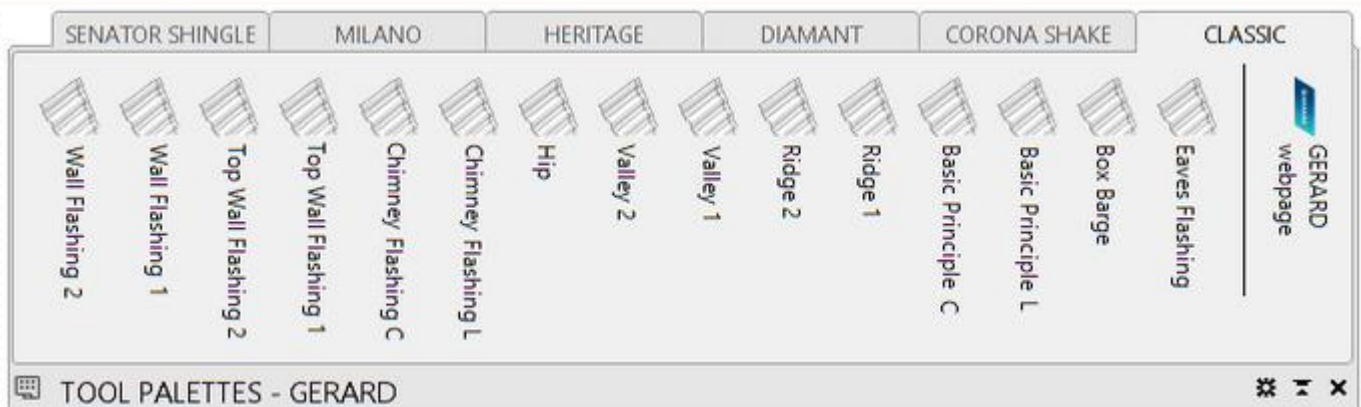 SENATOR SHINGLE
MILANO
HERITAGE
DIAMANT
CORONA SHAKE
CLASSIC
GERARD
webpage
Eaves Flashing
Box Barge
Basic Principle L
Basic Principle C
Ridge 1
Ridge 2
Valley 1
Valley 2
Hip
Chimney Flashing L
Chimney Flashing C
Top Wall Flashing 1
Top Wall Flashing 2
Wall Flashing 1
Wall Flashing 2
TOOL PALETTES - GERARD